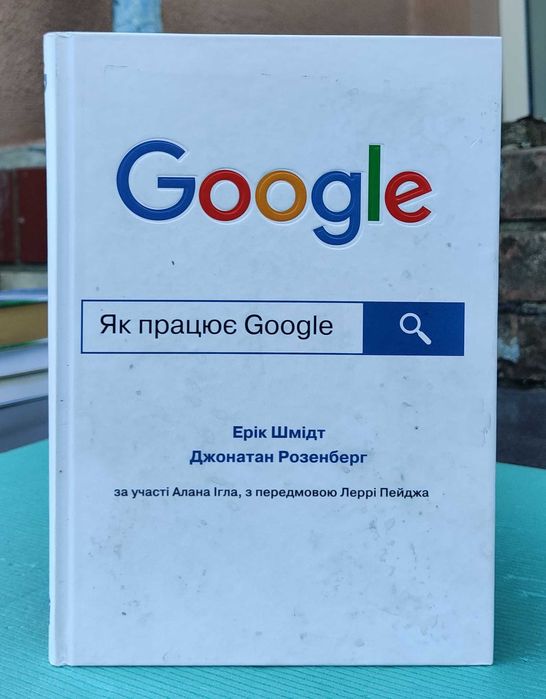 Google
Як працює Google
Ерік Шмідт
Джонатан Розенберг
за участі Алана Ігла, з передмовою Леррі Пейджа